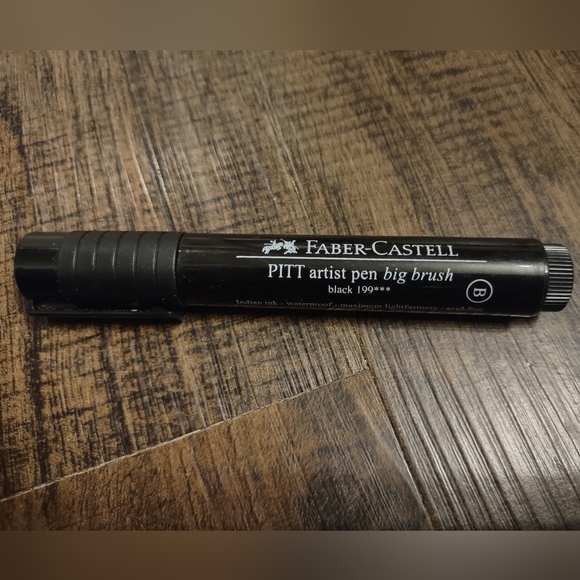 FABER-CASTELL
PITT artist pen big brush
black 199***
B
Indian ink - waterproof - maximum lightfastness - acid-free